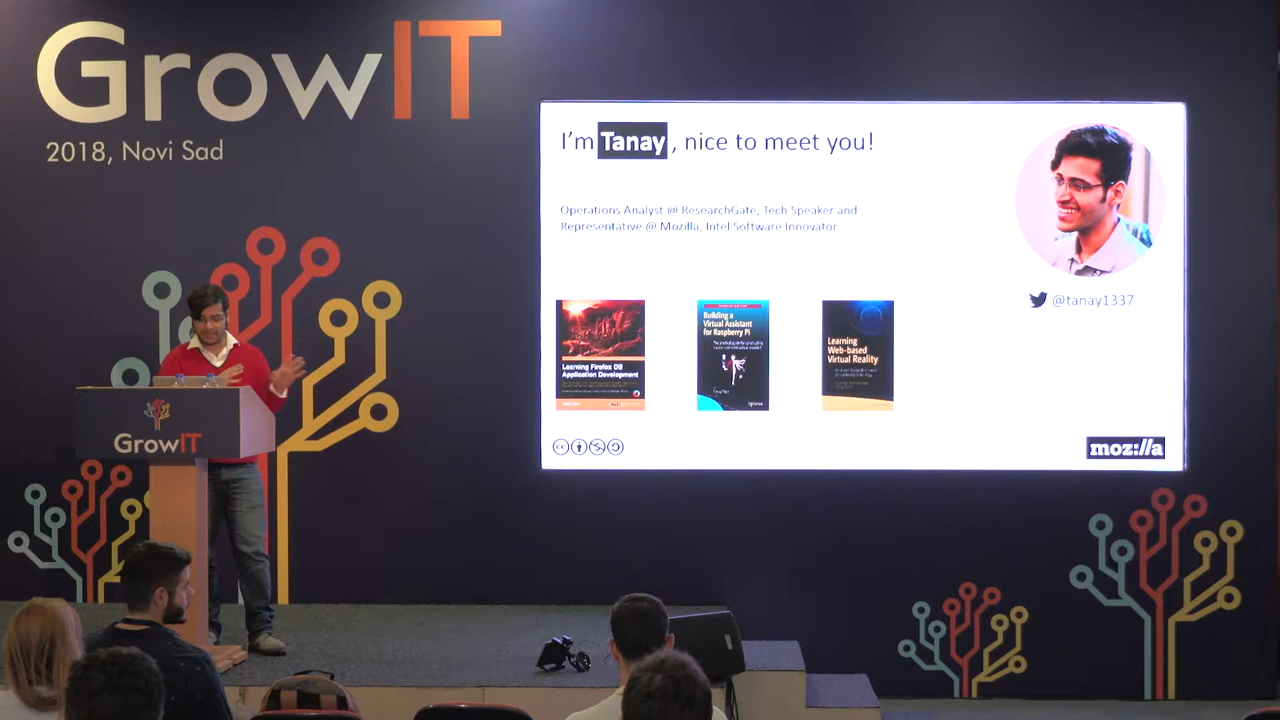 GrowIT
2018, Novi Sad
I'm Tanay, nice to meet you!
Operations Analyst @ ResearchGate, Tech Speaker and
Representative @ Mozilla, Intel Software Innovator
@tanay1337
Learning Firefox OS
Application Development
Building a
Virtual Assistant
for Raspberry Pi
Learning
Web-based
Virtual Reality
moz://a
GrowIT